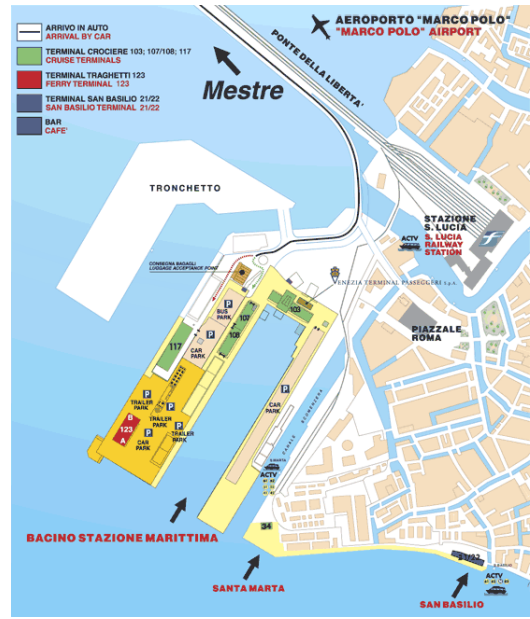 ARRIVO IN AUTO
ARRIVAL BY CAR
TERMINAL CROCIERE 103; 107/108; 117
CRUISE TERMINALS
TERMINAL TRAGHETTI 123
FERRY TERMINAL 123
TERMINAL SAN BASILIO 21/22
SAN BASILIO TERMINAL 21/22
BAR
CAFE'
AEROPORTO "MARCO POLO"
"MARCO POLO" AIRPORT
PONTE DELLA LIBERTA'
Mestre
TRONCHETTO
STAZIONE
S. LUCIA
ACTV
S. LUCIA
RAILWAY
STATION
CONSEGNA BAGAGLI
LUGGAGE ACCEPTANCE POINT
VENEZIA TERMINAL PASSEGGERI s.p.a.
P
BUS
PARK
P
103
107
108
117
CAR
PARK
PIAZZALE
ROMA
P
TRAILER
PARK
P
TRAILER
PARK
P
TRAILER
PARK
P
CAR
PARK
B
123
A
P
CAR
PARK
ACTV
34
BACINO STAZIONE MARITTIMA
SANTA MARTA
SAN BASILIO
ACTV